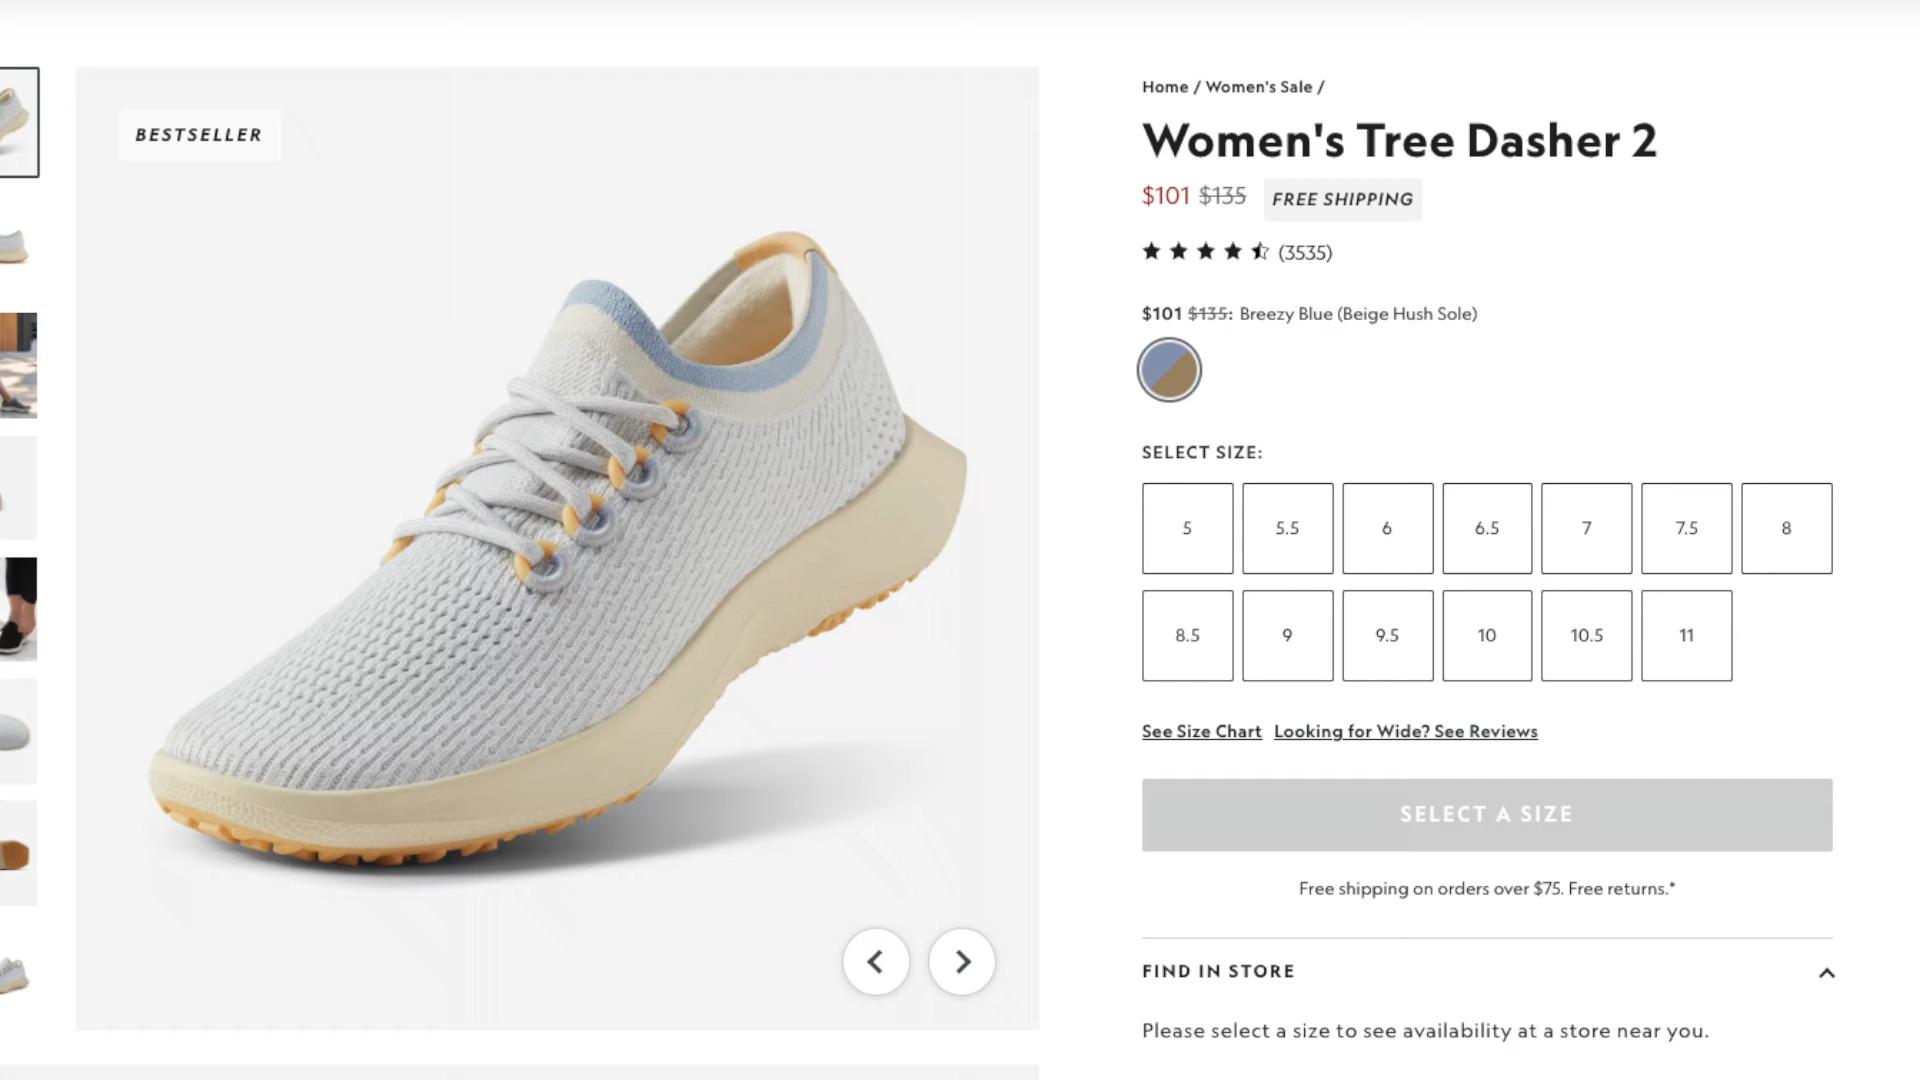 BESTSELLER
Home / Women's Sale /
Women's Tree Dasher 2
$101 $135 FREE SHIPPING
(3535)
$101 $135: Breezy Blue (Beige Hush Sole)
SELECT SIZE:
5 5.5 6 6.5 7 7.5 8
8.5 9 9.5 10 10.5 11
See Size Chart Looking for Wide? See Reviews
SELECT A SIZE
Free shipping on orders over $75. Free returns.*
FIND IN STORE
Please select a size to see availability at a store near you.